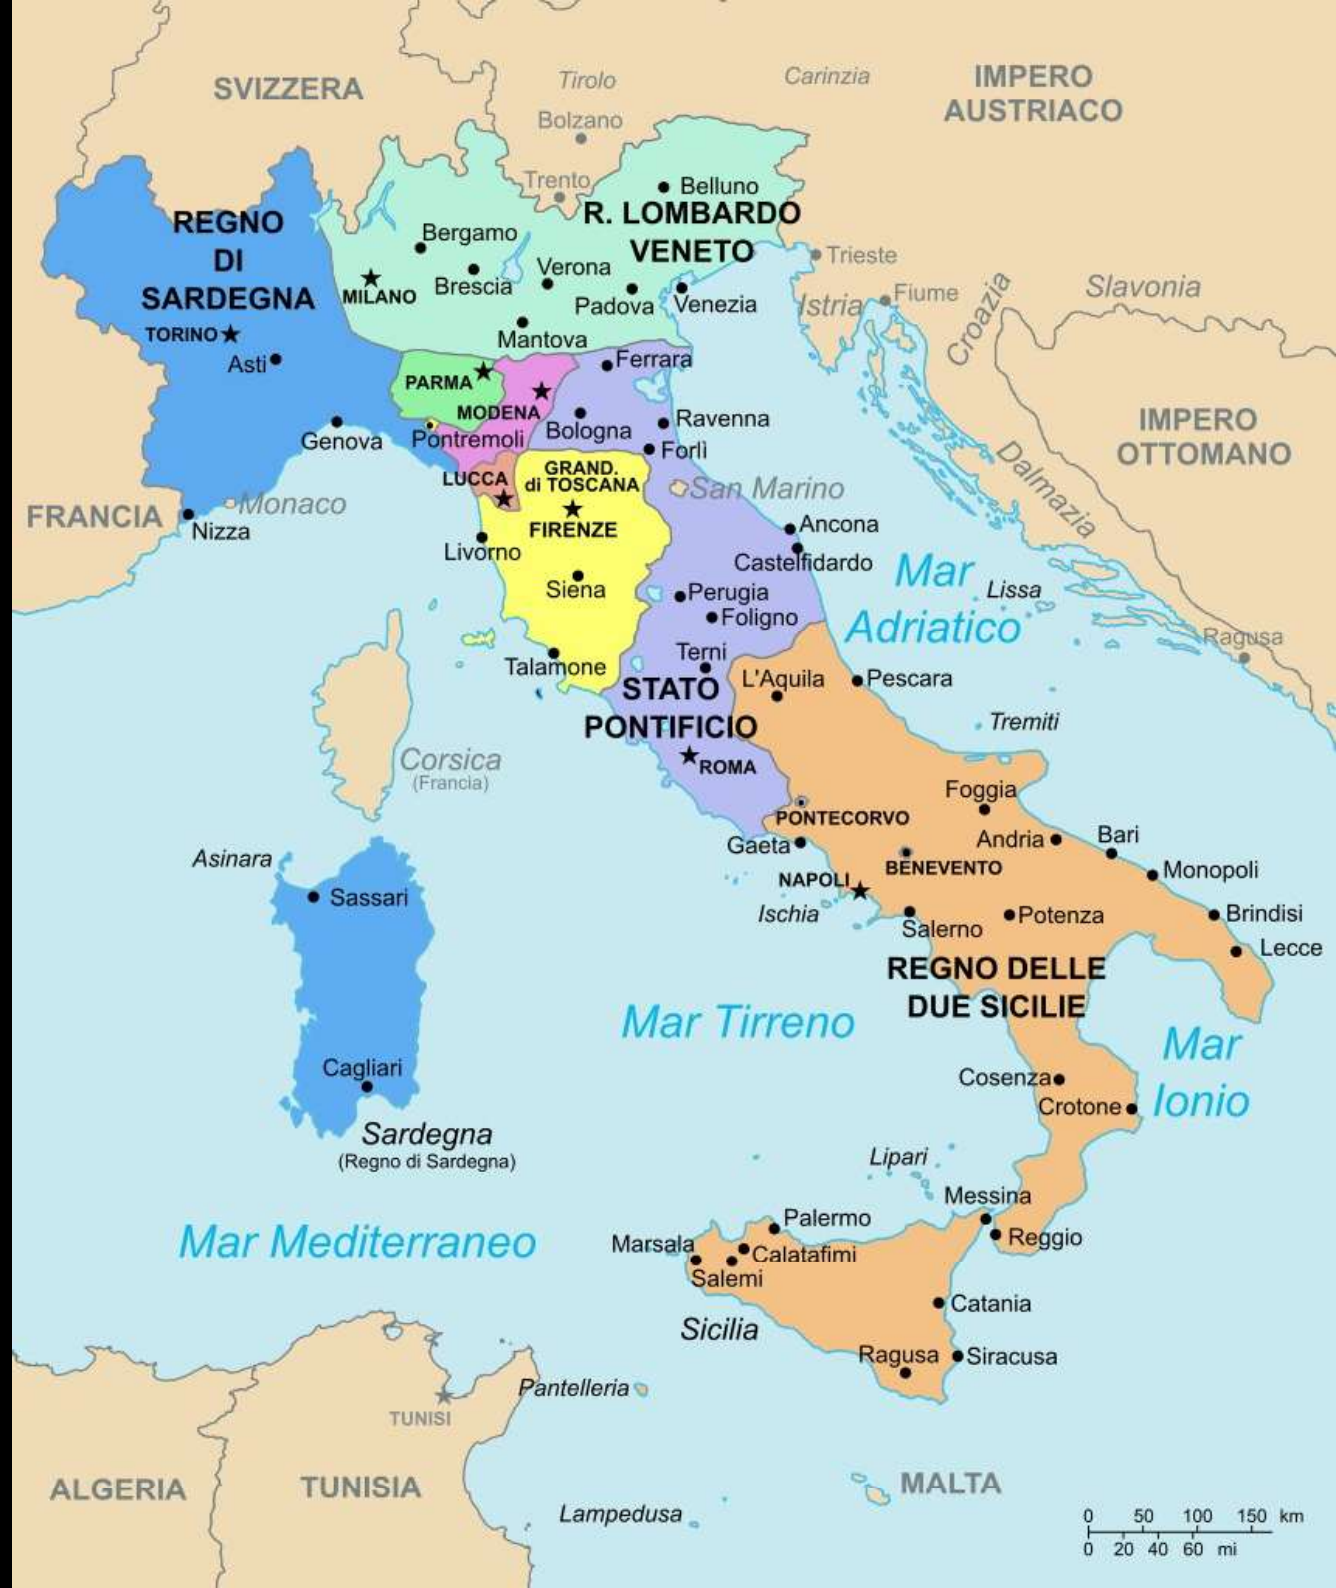 SVIZZERA
Tirolo
Carinzia
IMPERO
AUSTRIACO
Bolzano
Trento
Belluno
REGNO
DI
SARDEGNA
R. LOMBARDO
VENETO
Bergamo
Brescia
Verona
Padova
Venezia
MILANO
Mantova
Trieste
Istria
Fiume
Croazia
Slavonia
TORINO
Asti
Ferrara
PARMA
MODENA
Pontremoli
Bologna
Ravenna
Forlì
Genova
IMPERO
OTTOMANO
Dalmazia
LUCCA
GRAND.
di TOSCANA
FIRENZE
San Marino
FRANCIA
Monaco
Nizza
Livorno
Siena
Ancona
Castelfidardo
Mar
Adriatico
Lissa
Perugia
Foligno
Terni
Talamone
Ragusa
STATO
PONTIFICIO
ROMA
L'Aquila
Pescara
Tremiti
Corsica
(Francia)
Foggia
PONTECORVO
Gaeta
Andria
Bari
BENEVENTO
NAPOLI
Ischia
Monopoli
Salerno
Potenza
Brindisi
Lecce
Asinara
Sassari
REGNO DELLE
DUE SICILIE
Mar Tirreno
Mar
Ionio
Cagliari
Sardegna
(Regno di Sardegna)
Cosenza
Crotone
Lipari
Messina
Reggio
Mar Mediterraneo
Palermo
Marsala
Calatafimi
Salemi
Catania
Sicilia
Ragusa
Siracusa
Pantelleria
TUNISI
ALGERIA
TUNISIA
MALTA
Lampedusa
0 50 100 150 km
0 20 40 60 mi